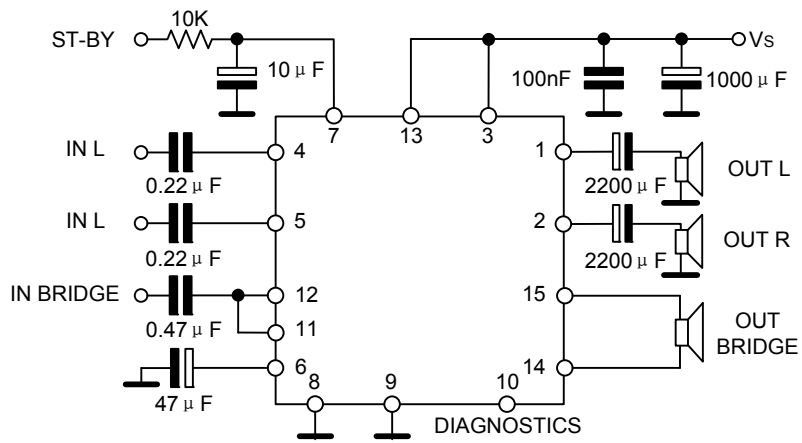 10K
ST-BY
VS
10 μ F
100nF
1000 μ F
7
13
3
IN L
4
1
OUT L
0.22 μ F
2200 μ F
IN L
5
2
OUT R
0.22 μ F
2200 μ F
IN BRIDGE
12
15
0.47 μ F
11
OUT
BRIDGE
6
14
47 μ F
8
9
10
DIAGNOSTICS